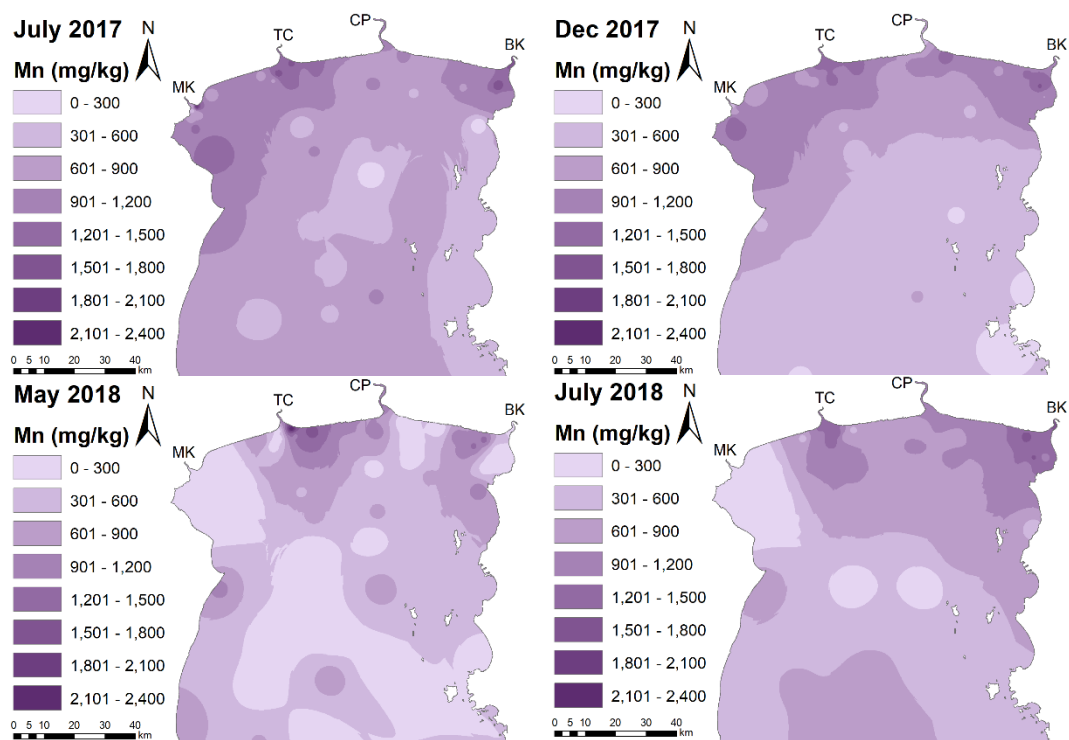 July 2017
N
Mn (mg/kg)
0 - 300
301 - 600
601 - 900
901 - 1,200
1,201 - 1,500
1,501 - 1,800
1,801 - 2,100
2,101 - 2,400
0 5 10 20 30 40
km
MK
TC
CP
BK
Dec 2017
N
Mn (mg/kg)
0 - 300
301 - 600
601 - 900
901 - 1,200
1,201 - 1,500
1,501 - 1,800
1,801 - 2,100
2,101 - 2,400
0 5 10 20 30 40
km
MK
TC
CP
BK
May 2018
N
Mn (mg/kg)
0 - 300
301 - 600
601 - 900
901 - 1,200
1,201 - 1,500
1,501 - 1,800
1,801 - 2,100
2,101 - 2,400
0 5 10 20 30 40
km
MK
TC
CP
BK
July 2018
N
Mn (mg/kg)
0 - 300
301 - 600
601 - 900
901 - 1,200
1,201 - 1,500
1,501 - 1,800
1,801 - 2,100
2,101 - 2,400
0 5 10 20 30 40
km
MK
TC
CP
BK